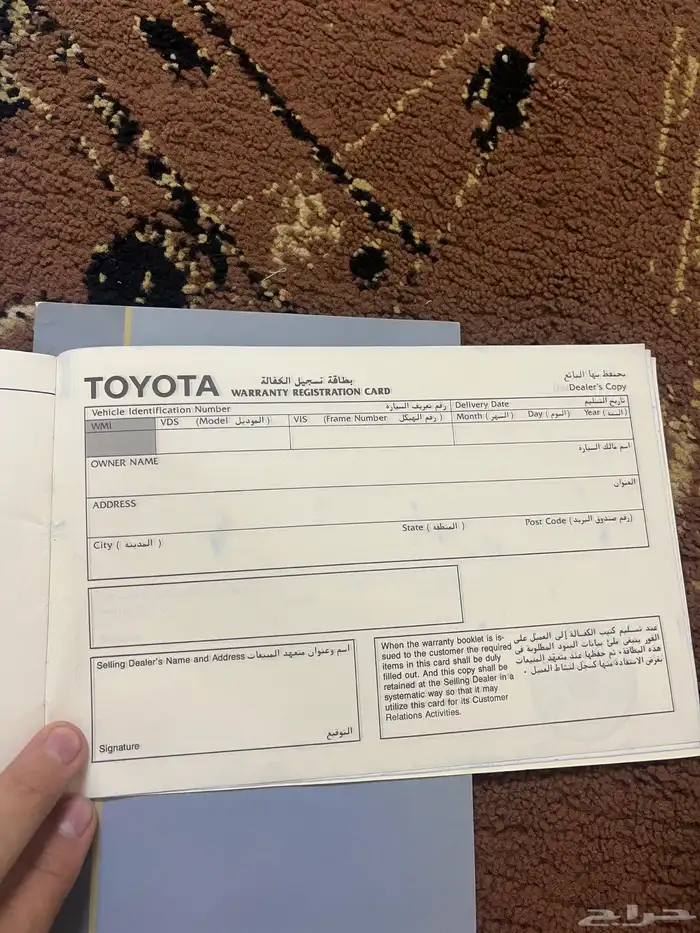 TOYOTA
بطاقة تسجيل الكفالة
WARRANTY REGISTRATION CARD
يحتفظ بها البائع
Dealer's Copy
Vehicle Identification Number رقم تعريف السيارة
Delivery Date تاريخ التسليم
WMI
VDS (Model الموديل)
VIS (Frame Number رقم الهيكل)
Month (الشهر) Day (اليوم) Year (السنة)
OWNER NAME اسم مالك السيارة
ADDRESS العنوان
City (المدينة) State (المنطقة) Post Code (رقم صندوق البريد)
Selling Dealer's Name and Address اسم وعنوان متعهد المبيعات
Signature التوقيع
When the warranty booklet is is-
sued to the customer the required
items in this card shall be duly
filled out. And this copy shall be
retained at the Selling Dealer in a
systematic way so that it may
utilize this card for its Customer
Relations Activities.
عند تسليم كتيب الكفالة إلى العميل على
الفور ينبغي ملئ بيانات البنود المطلوبة في
هذه البطاقة، ثم حفظها عند متعهد المبيعات
بغرض الاستفادة منها كسجل لنشاط العميل.
حراج